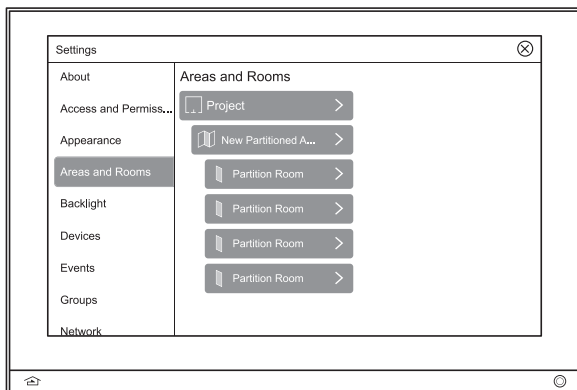 Settings
About
Access and Permiss...
Appearance
Areas and Rooms
Backlight
Devices
Events
Groups
Network
Areas and Rooms
Project
New Partitioned A...
Partition Room
Partition Room
Partition Room
Partition Room